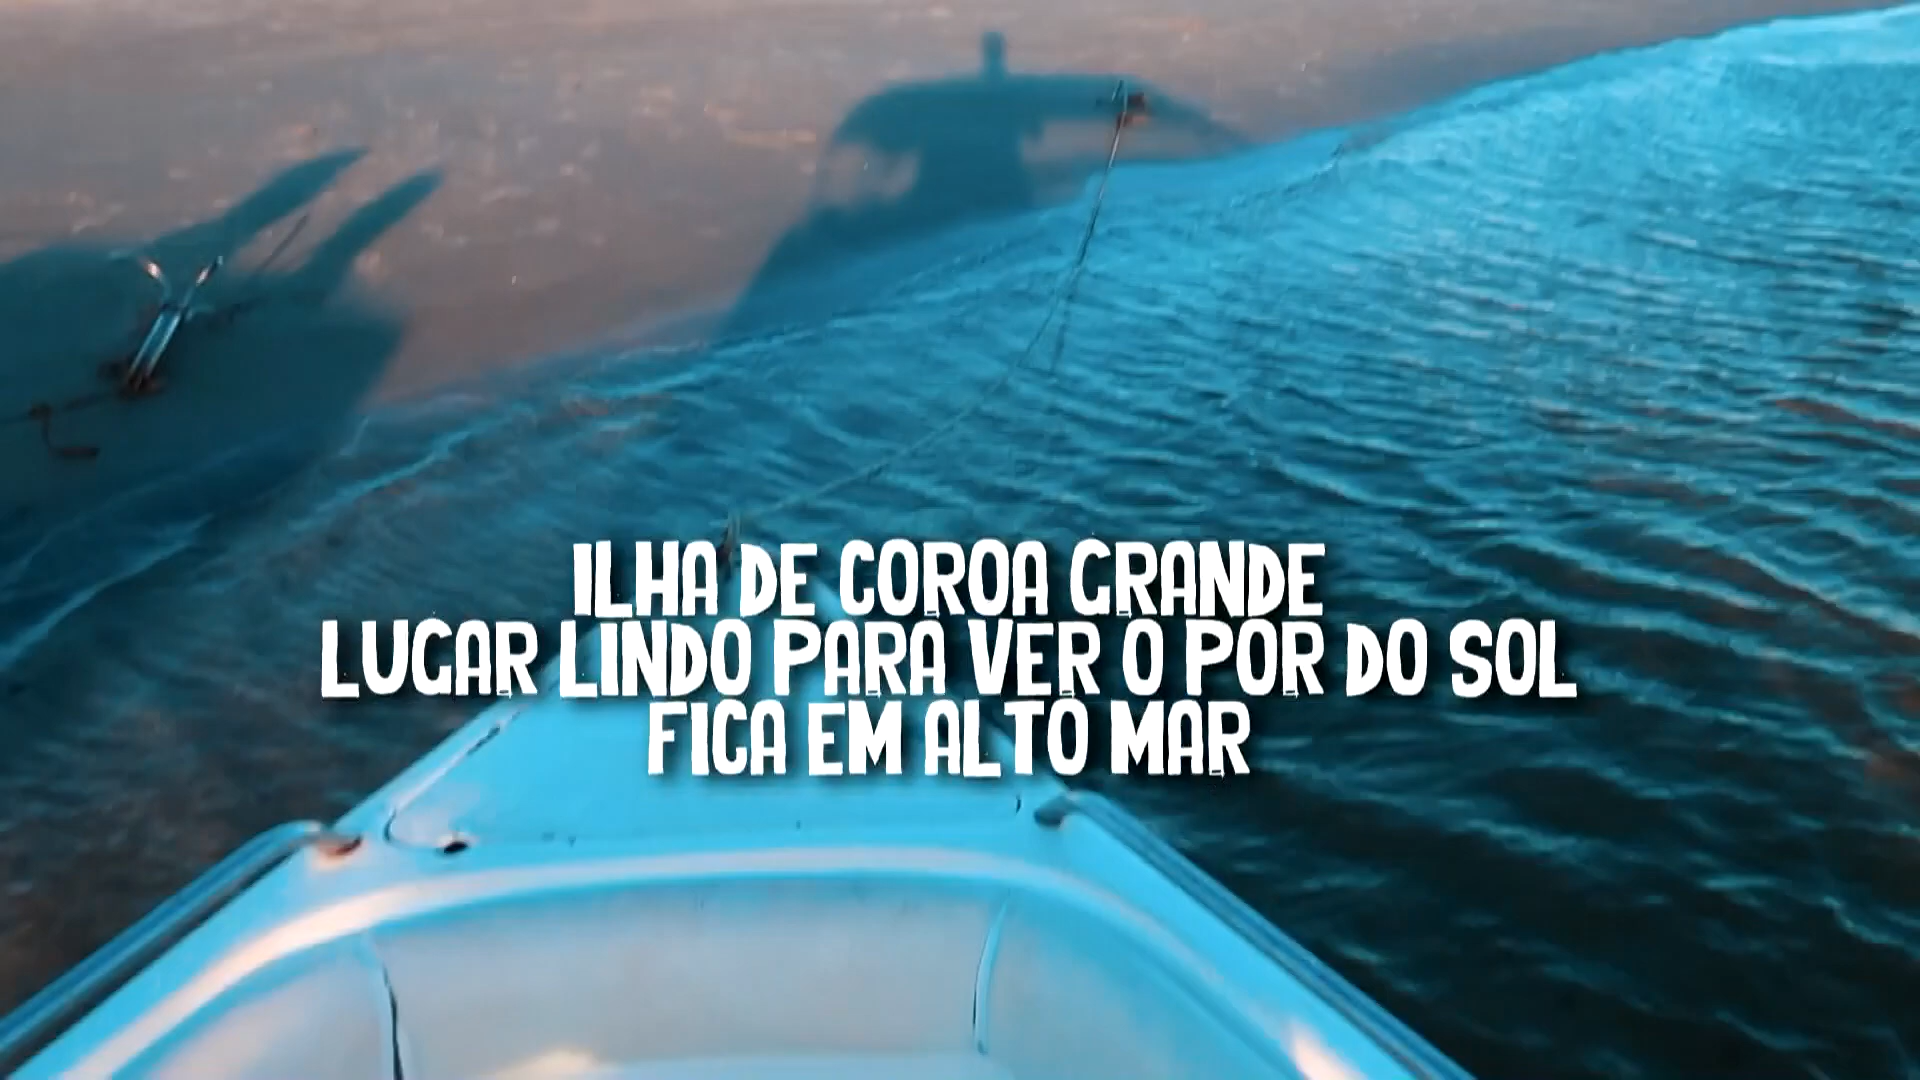 ILHA DE COROA GRANDE
LUGAR LINDO PARA VER O POR DO SOL
FICA EM ALTO MAR